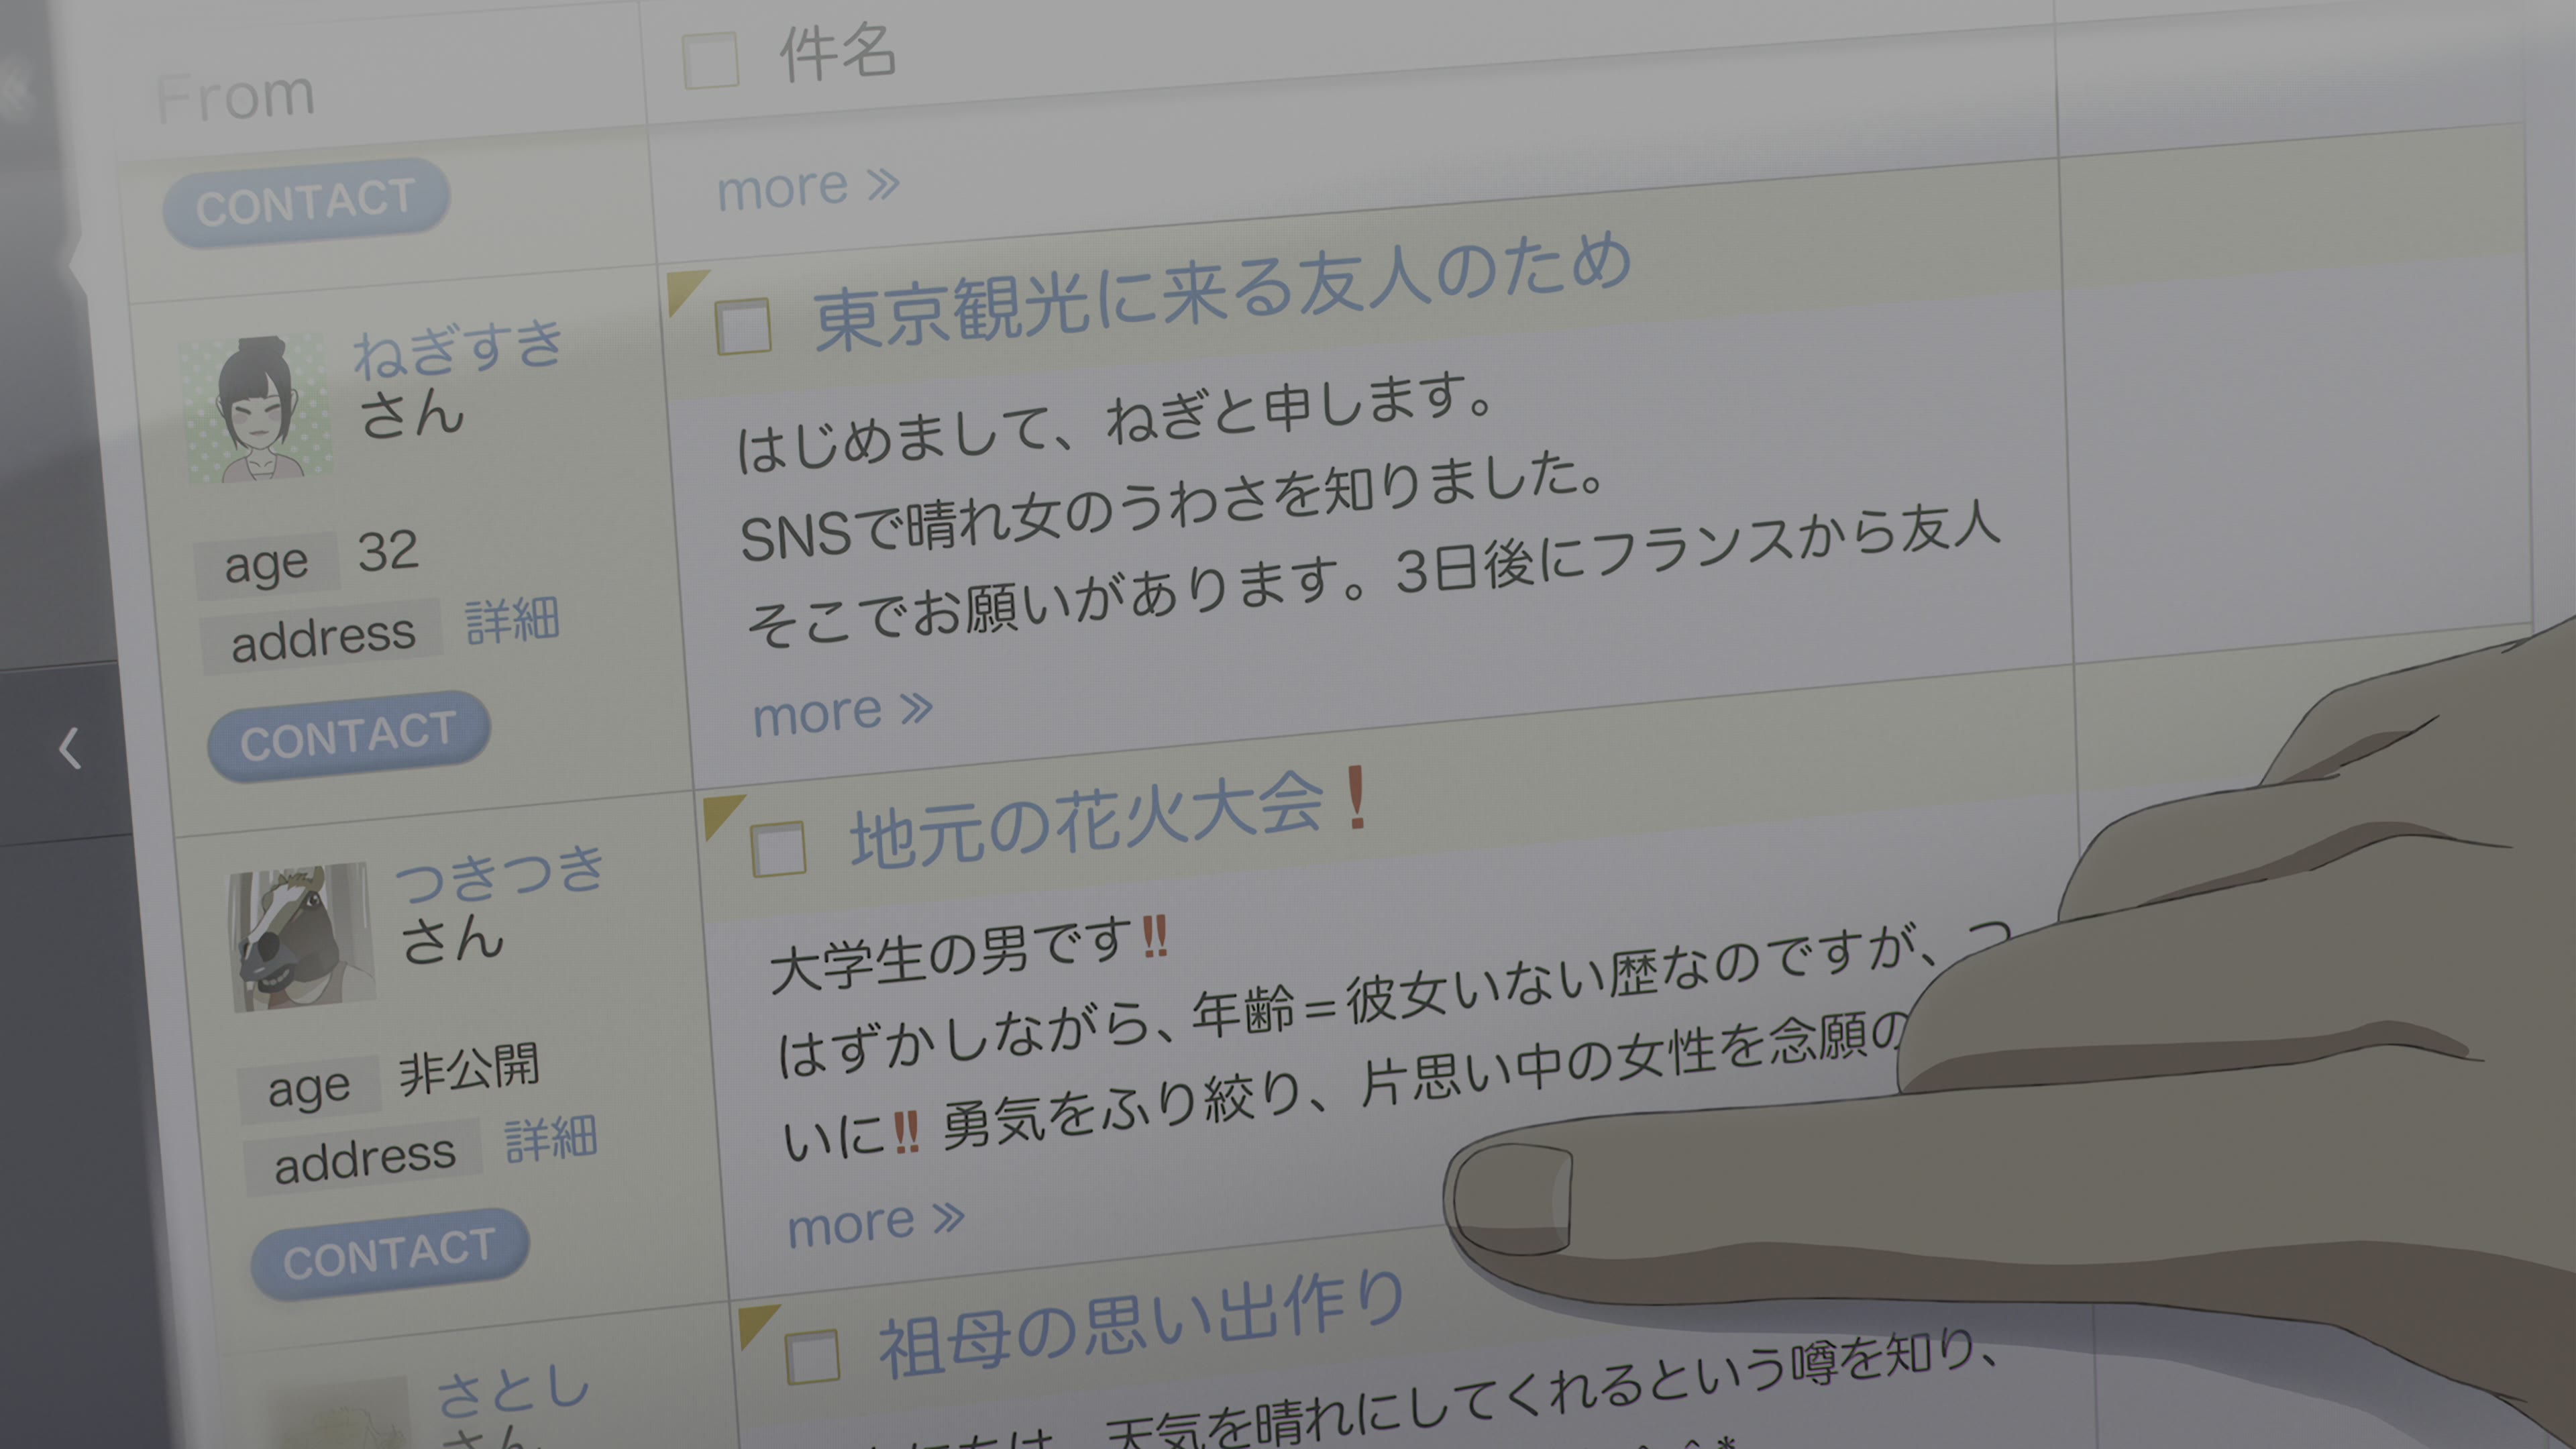 From
件名
CONTACT
more »
ねぎすき
さん
age 32
address 詳細
CONTACT
東京観光に来る友人のため
はじめまして、ねぎと申します。
SNSで晴れ女のうわさを知りました。
そこでお願いがあります。3日後にフランスから友人
more »
つきつき
さん
age 非公開
address 詳細
CONTACT
地元の花火大会❗
大学生の男です‼
はずかしながら、年齢=彼女いない歴なのですが、つ
いに‼ 勇気をふり絞り、片思い中の女性を念願の
more »
さとし
さん
祖母の思い出作り
天気を晴れにしてくれるという噂を知り、